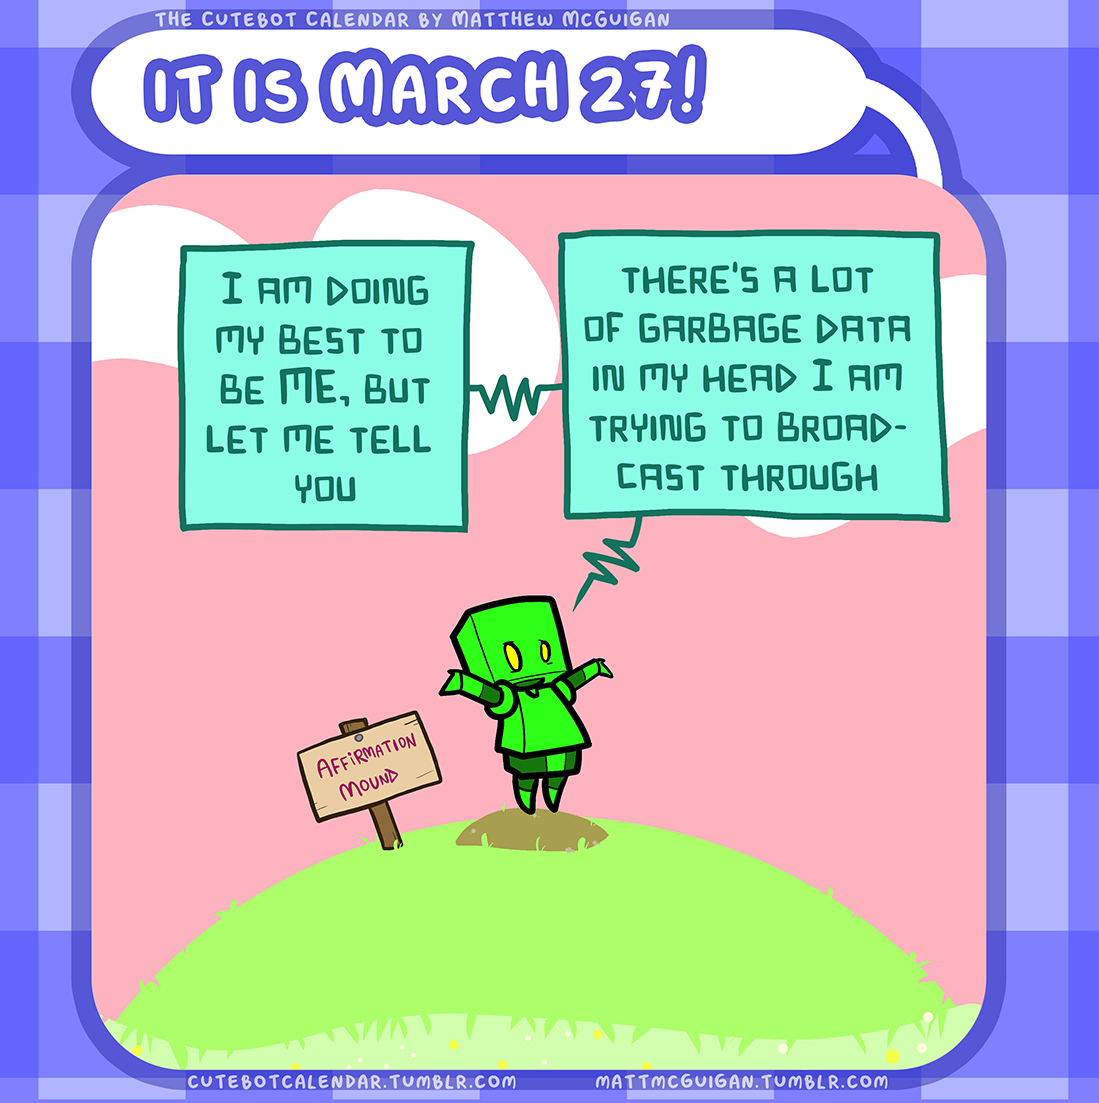 THE CUTEBOT CALENDAR BY MATTHEW MCGUIGAN
IT IS MARCH 27!
I AM DOING
MY BEST TO
BE ME, BUT
LET ME TELL
YOU
THERE'S A LOT
OF GARBAGE DATA
IN MY HEAD I AM
TRYING TO BROAD-
CAST THROUGH
AFFIRMATION
MOUND
CUTEBOTCALENDAR.TUMBLR.COM
MATTMCGUIGAN.TUMBLR.COM